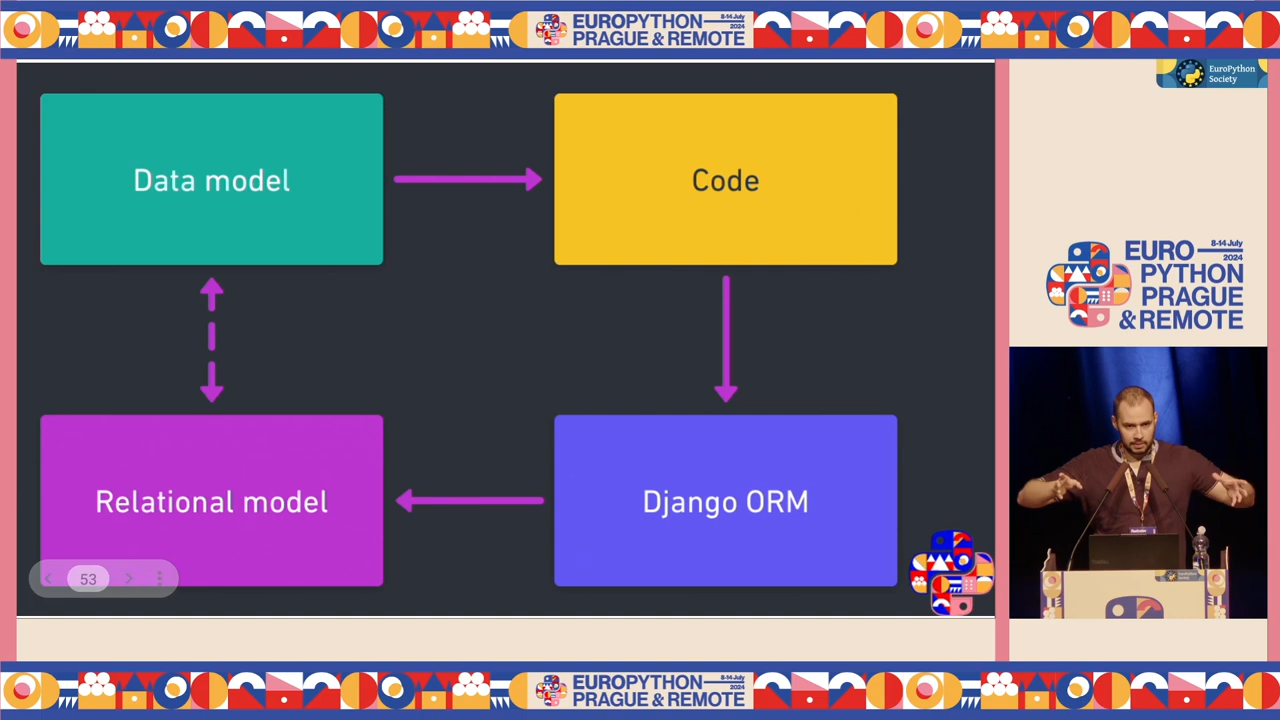 EUROPYTHON
8-14 July
2024
PRAGUE & REMOTE
EuroPython
Society
Data model
Code
EURO
8-14 July
2024
PYTHON
PRAGUE
& REMOTE
Relational model
Django ORM
53
EUROPYTHON
8-14 July
2024
PRAGUE & REMOTE